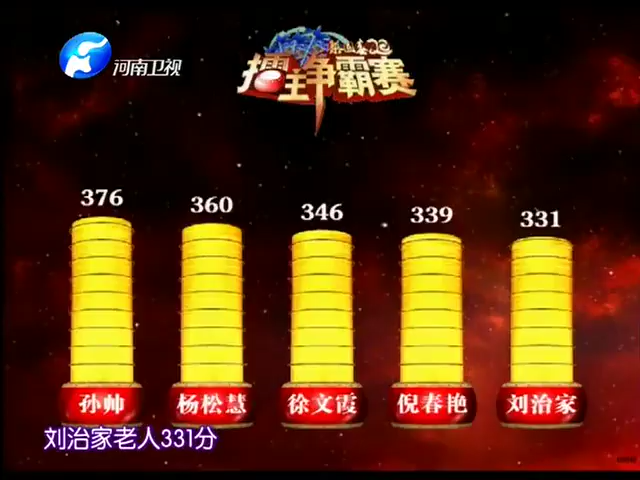 河南卫视
擂主争霸赛
376
360
346
339
331
孙帅
杨松慧
徐文霞
倪春艳
刘治家
刘治家老人331分